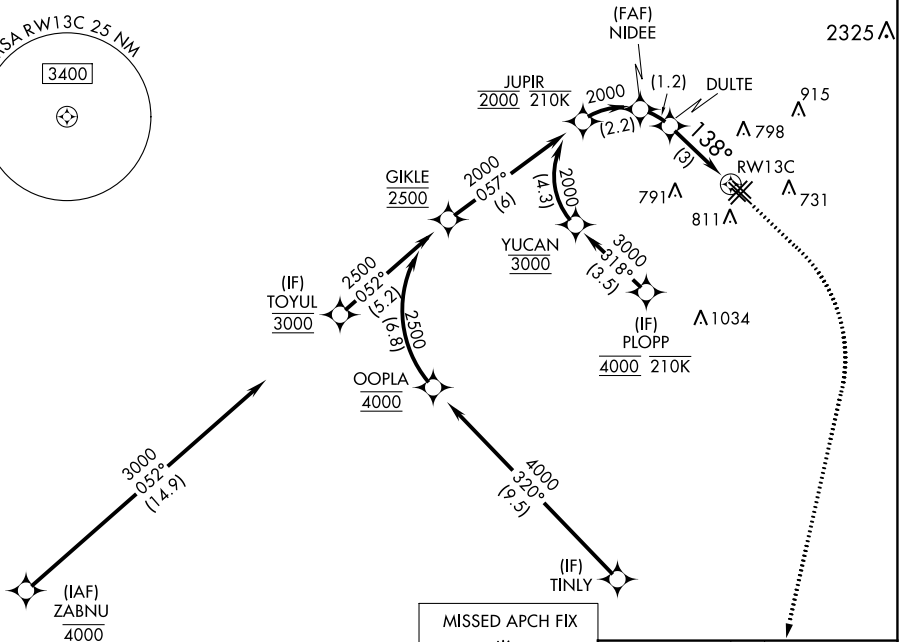 SA RW13C 25 NM
3400
(FAF)
NIDEE
2325
JUPIR
2000 210K
2000
(2.2)
(1.2)
DULTE
915
798
138°
(3)
RW13C
791
731
811
GIKLE
2500
2000
057°
(6)
2000
(4.3)
YUCAN
3000
3000
318°
(3.5)
(IF)
TOYUL
3000
2500
052°
(5.2)
(6.8)
2500
(IF)
PLOPP
4000 210K
1034
OOPLA
4000
3000
052°
(14.9)
4000
320°
(9.5)
(IAF)
ZABNU
4000
(IF)
TINLY
MISSED APCH FIX